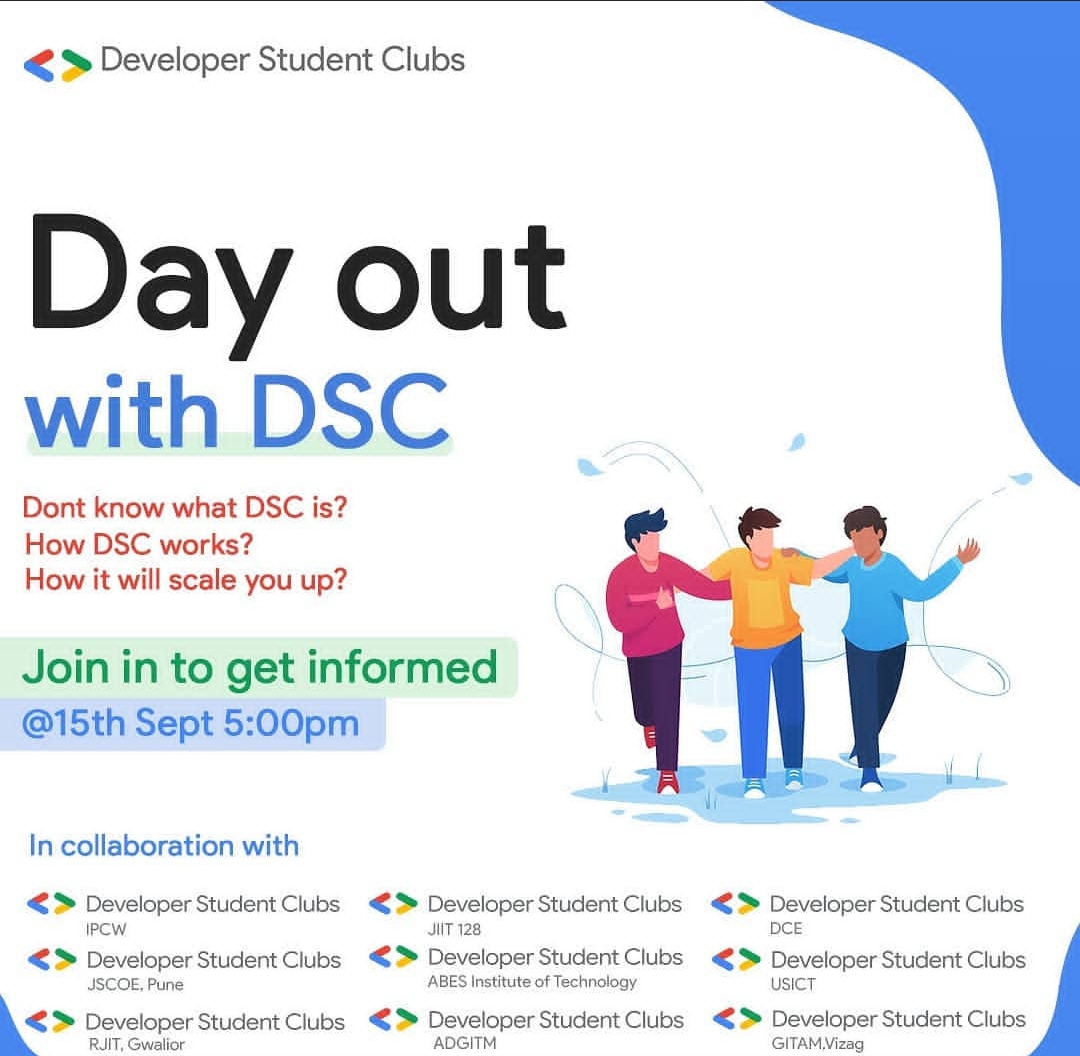 Developer Student Clubs
Day out
with DSC
Dont know what DSC is?
How DSC works?
How it will scale you up?
Join in to get informed
@15th Sept 5:00pm
In collaboration with
Developer Student Clubs
IPCW
Developer Student Clubs
JIIT 128
Developer Student Clubs
DCE
Developer Student Clubs
JSCOE, Pune
Developer Student Clubs
ABES Institute of Technology
Developer Student Clubs
USICT
Developer Student Clubs
RJIT, Gwalior
Developer Student Clubs
ADGITM
Developer Student Clubs
GITAM,Vizag